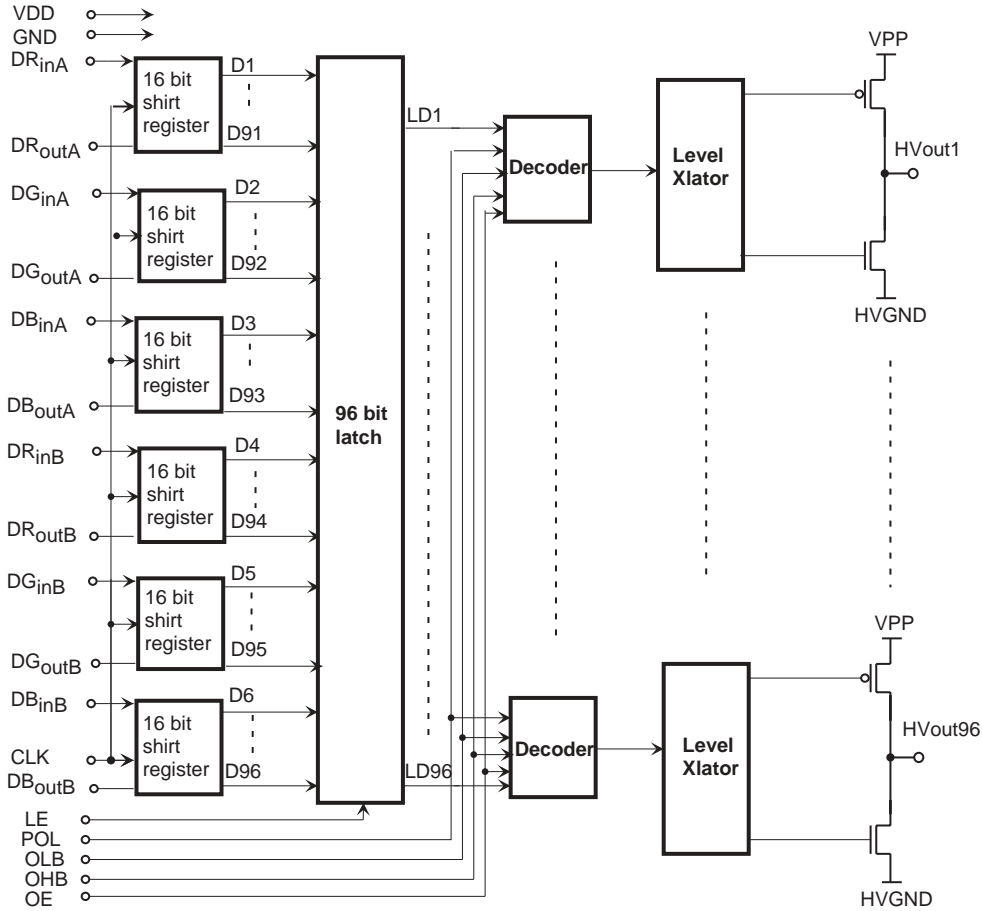 VDD
GND
DRinA
16 bit
shirt
register
D1
D91
DRoutA
DGinA
16 bit
shirt
register
D2
D92
DGoutA
DBinA
16 bit
shirt
register
D3
D93
DBoutA
DRinB
16 bit
shirt
register
D4
D94
DRoutB
DGinB
16 bit
shirt
register
D5
D95
DGoutB
DBinB
16 bit
shirt
register
D6
D96
CLK
DBoutB
LE
POL
OLB
OHB
OE
96 bit
latch
LD1
LD96
Decoder
Level
Xlator
VPP
HVout1
HVGND
Decoder
Level
Xlator
VPP
HVout96
HVGND